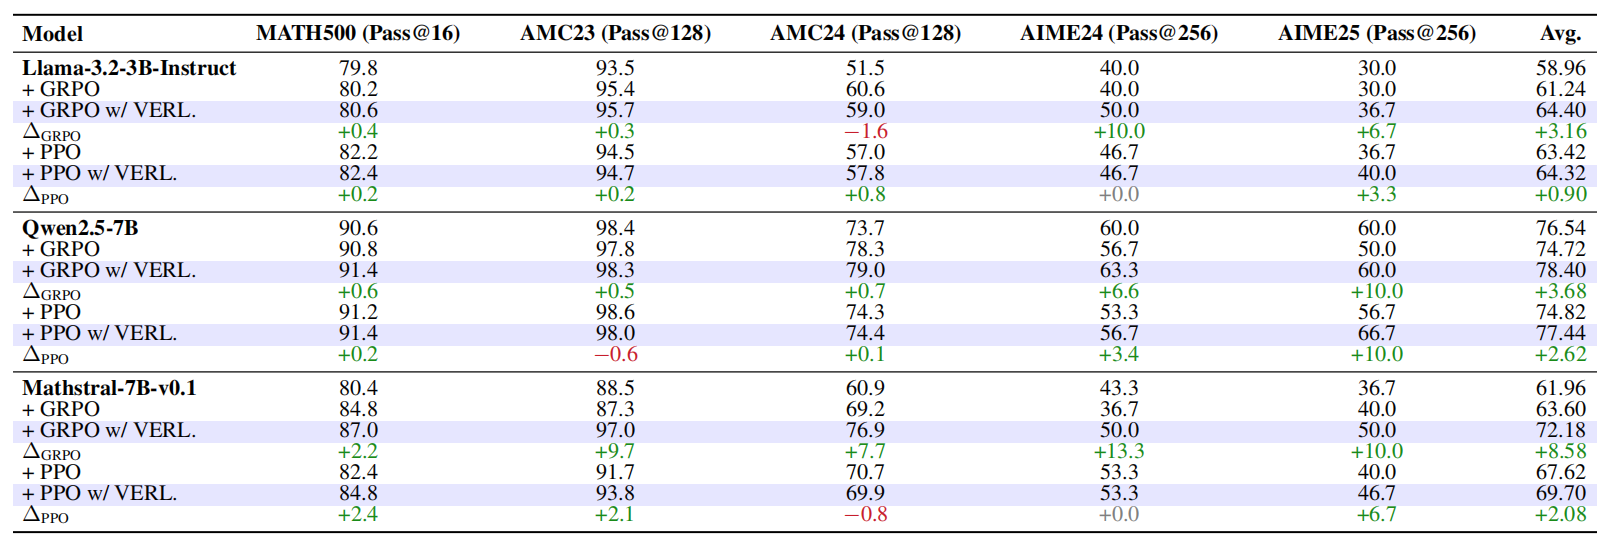 Model MATH500 (Pass@16) AMC23 (Pass@128) AMC24 (Pass@128) AIME24 (Pass@256) AIME25 (Pass@256) Avg.
Llama-3.2-3B-Instruct 79.8 93.5 51.5 40.0 30.0 58.96
+ GRPO 80.2 95.4 60.6 40.0 30.0 61.24
+ GRPO w/ VERL. 80.6 95.7 59.0 50.0 36.7 64.40
ΔGRPO +0.4 +0.3 −1.6 +10.0 +6.7 +3.16
+ PPO 82.2 94.5 57.0 46.7 36.7 63.42
+ PPO w/ VERL. 82.4 94.7 57.8 46.7 40.0 64.32
ΔPPO +0.2 +0.2 +0.8 +0.0 +3.3 +0.90
Qwen2.5-7B 90.6 98.4 73.7 60.0 60.0 76.54
+ GRPO 90.8 97.8 78.3 56.7 50.0 74.72
+ GRPO w/ VERL. 91.4 98.3 79.0 63.3 60.0 78.40
ΔGRPO +0.6 +0.5 +0.7 +6.6 +10.0 +3.68
+ PPO 91.2 98.6 74.3 53.3 56.7 74.82
+ PPO w/ VERL. 91.4 98.0 74.4 56.7 66.7 77.44
ΔPPO +0.2 −0.6 +0.1 +3.4 +10.0 +2.62
Mathstral-7B-v0.1 80.4 88.5 60.9 43.3 36.7 61.96
+ GRPO 84.8 87.3 69.2 36.7 40.0 63.60
+ GRPO w/ VERL. 87.0 97.0 76.9 50.0 50.0 72.18
ΔGRPO +2.2 +9.7 +7.7 +13.3 +10.0 +8.58
+ PPO 82.4 91.7 70.7 53.3 40.0 67.62
+ PPO w/ VERL. 84.8 93.8 69.9 53.3 46.7 69.70
ΔPPO +2.4 +2.1 −0.8 +0.0 +6.7 +2.08